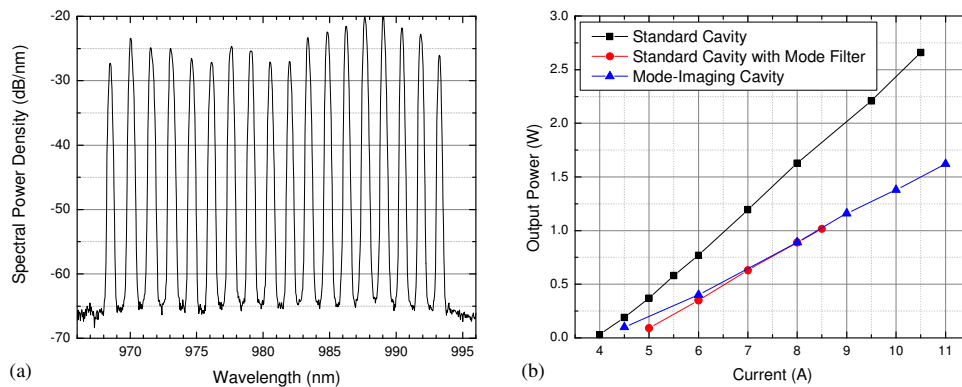 -20
-30
-40
-50
-60
-70
Spectral Power Density (dB/nm)
970 975 980 985 990 995
Wavelength (nm)
(a)
3.0
2.5
2.0
1.5
1.0
0.5
0.0
Output Power (W)
Standard Cavity
Standard Cavity with Mode Filter
Mode-Imaging Cavity
4 5 6 7 8 9 10 11
Current (A)
(b)